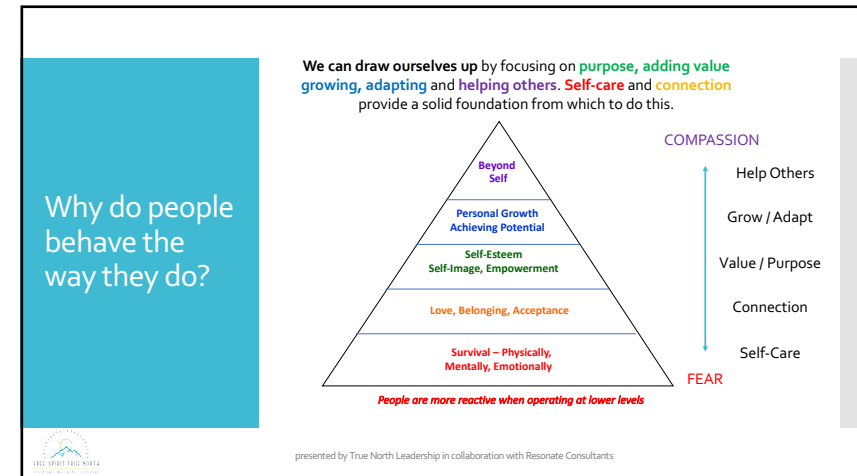 We can draw ourselves up by focusing on purpose, adding value
growing, adapting and helping others. Self-care and connection
provide a solid foundation from which to do this.
Why do people
behave the
way they do?
Beyond
Self
Personal Growth
Achieving Potential
Self-Esteem
Self-Image, Empowerment
Love, Belonging, Acceptance
Survival – Physically,
Mentally, Emotionally
People are more reactive when operating at lower levels
COMPASSION
Help Others
Grow / Adapt
Value / Purpose
Connection
Self-Care
FEAR
TRUE SPIRIT TRUE NORTH
presented by True North Leadership in collaboration with Resonate Consultants